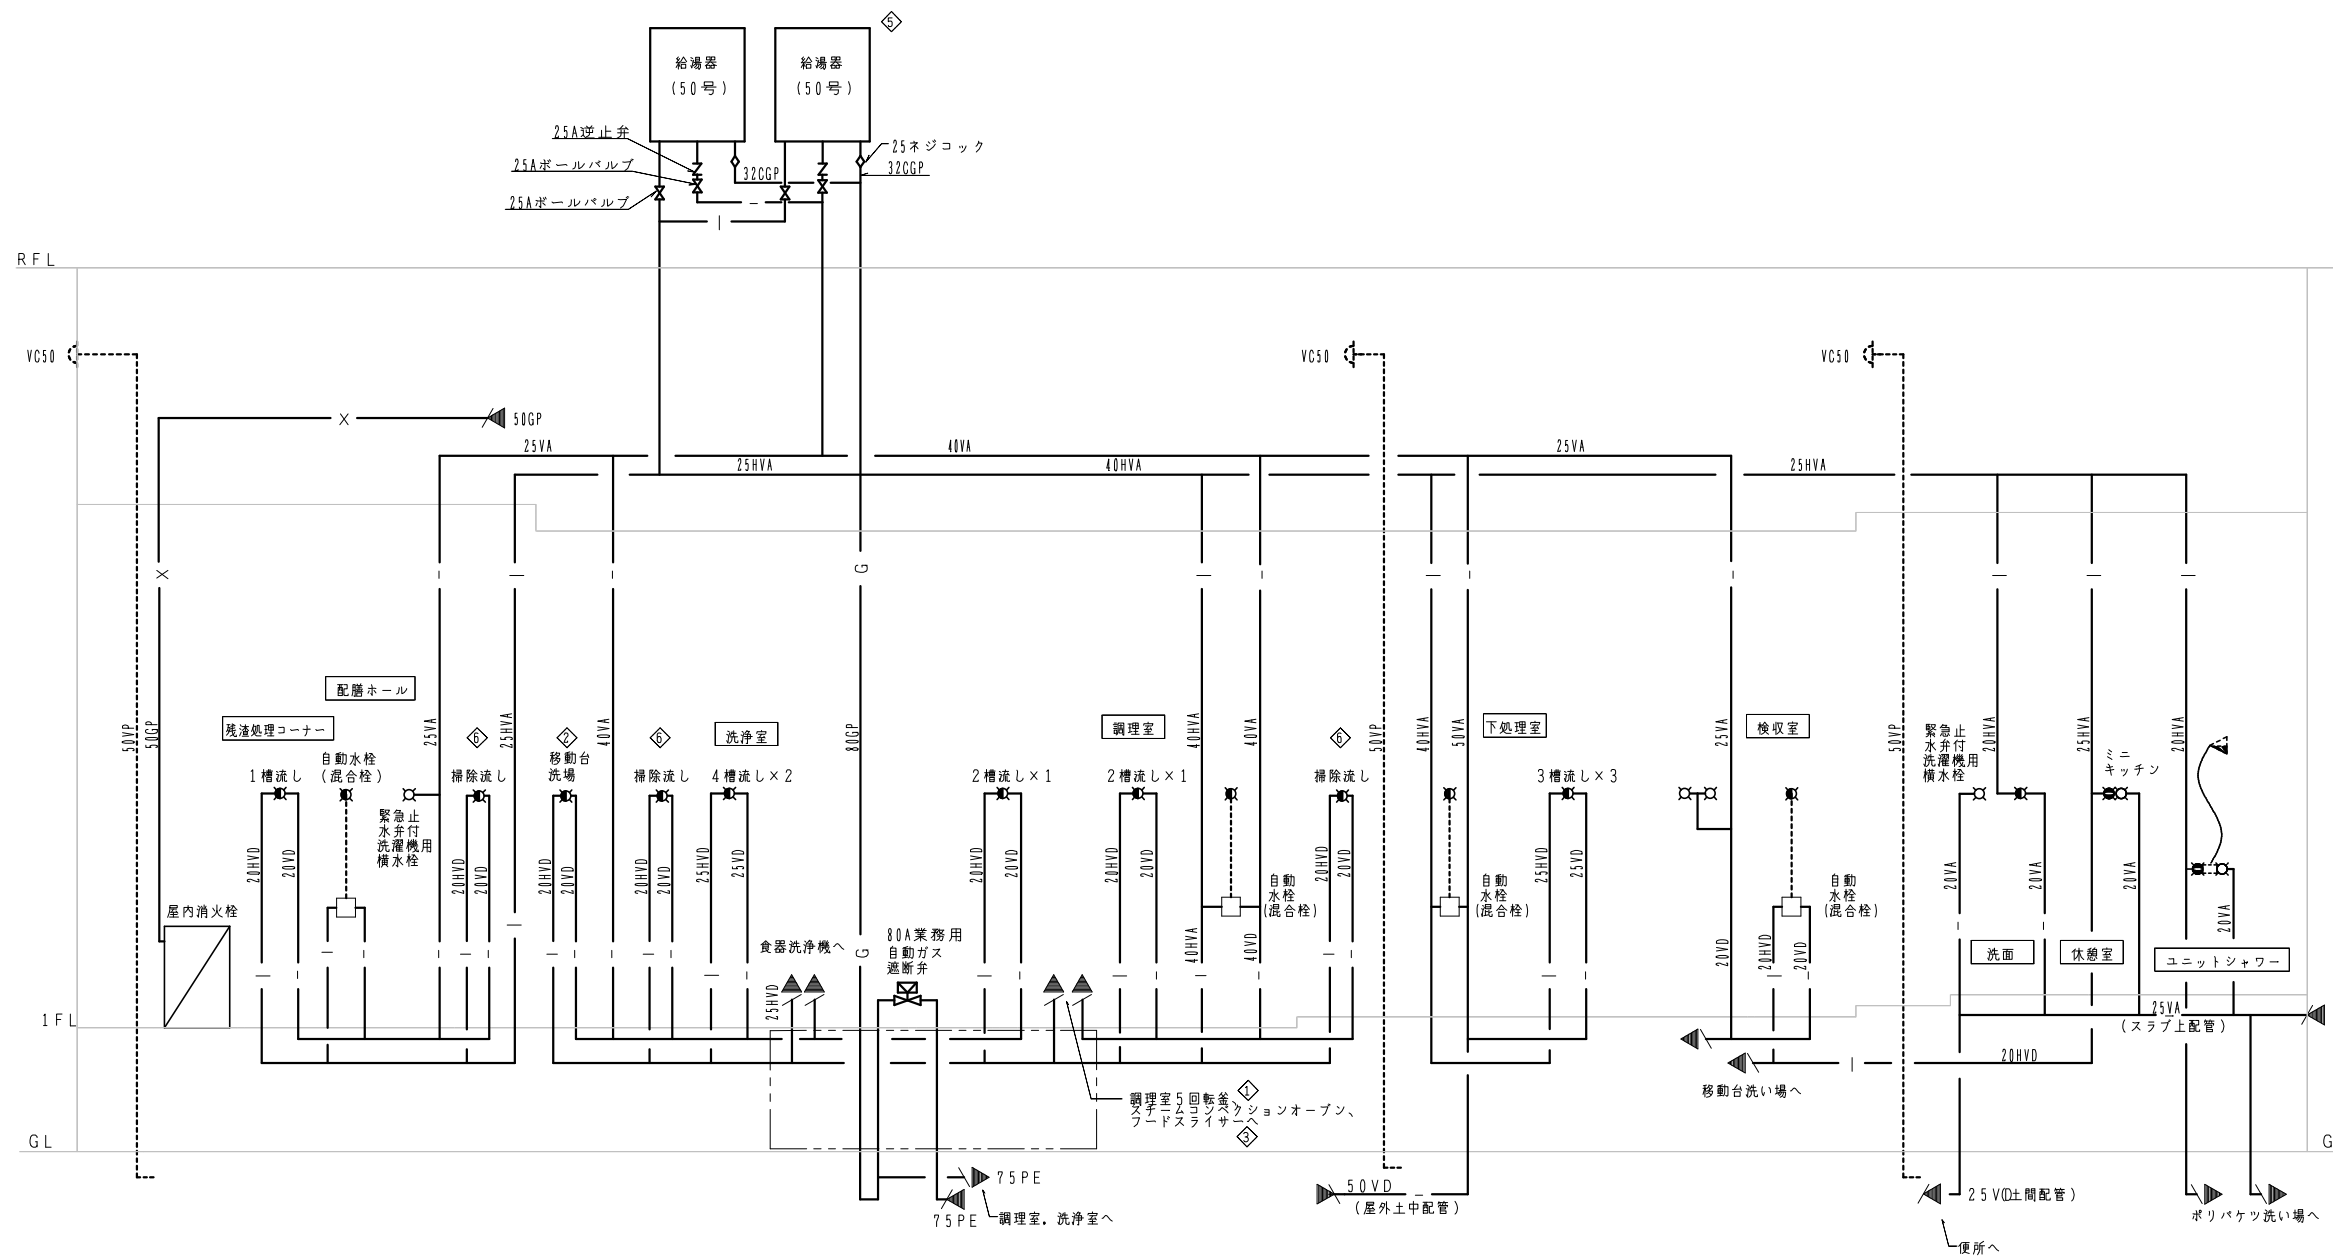 5
給湯器
(50号)
給湯器
(50号)
25A逆止弁
25Aボールバルブ
25Aボールバルブ
32CGP
25ネジコック
32CGP
RFL
VC50
VC50
VC50
X
50GP
25VA
40VA
25VA
25HVA
40HVA
25HVA
X
G
配膳ホール
残渣処理コーナー
洗浄室
調理室
下処理室
検収室
50VP
50GP
25VA
25HVA
40VA
80GP
40HVA
40VA
50VP
40HVA
50VA
25VA
50VP
20HVA
25HVA
20HVA
6
2
6
6
1槽流し
自動水栓
(混合栓)
掃除流し
移動台
洗場
掃除流し
4槽流し×2
2槽流し×1
2槽流し×1
掃除流し
3槽流し×3
緊急止
水弁付
洗濯機用
横水栓
緊急止
水弁付
洗濯機用
横水栓
ミニ
キッチン
20HVD
20VD
20HVD
20VD
20HVD
20VD
20HVD
20VD
25HVD
25VD
20HVD
20VD
20HVD
20VD
20HVD
20VD
25HVD
25VD
20VA
20VA
20VA
20VA
自動
水栓
(混合栓)
自動
水栓
(混合栓)
自動
水栓
(混合栓)
屋内消火栓
食器洗浄機へ
80A業務用
自動ガス
遮断弁
G
25HVD
40HVA
40VD
20VD
20HVD
20VD
洗面
休憩室
ユニットシャワー
1FL
25VA
(スラブ上配管)
20HVD
移動台洗い場へ
調理室5回転釜、
スチームコンベクションオーブン、
フードスライサーへ
1
3
GL
G
75PE
75PE
調理室．洗浄室へ
50VD
(屋外土中配管)
25VD(土間配管)
便所へ
ポリバケツ洗い場へ